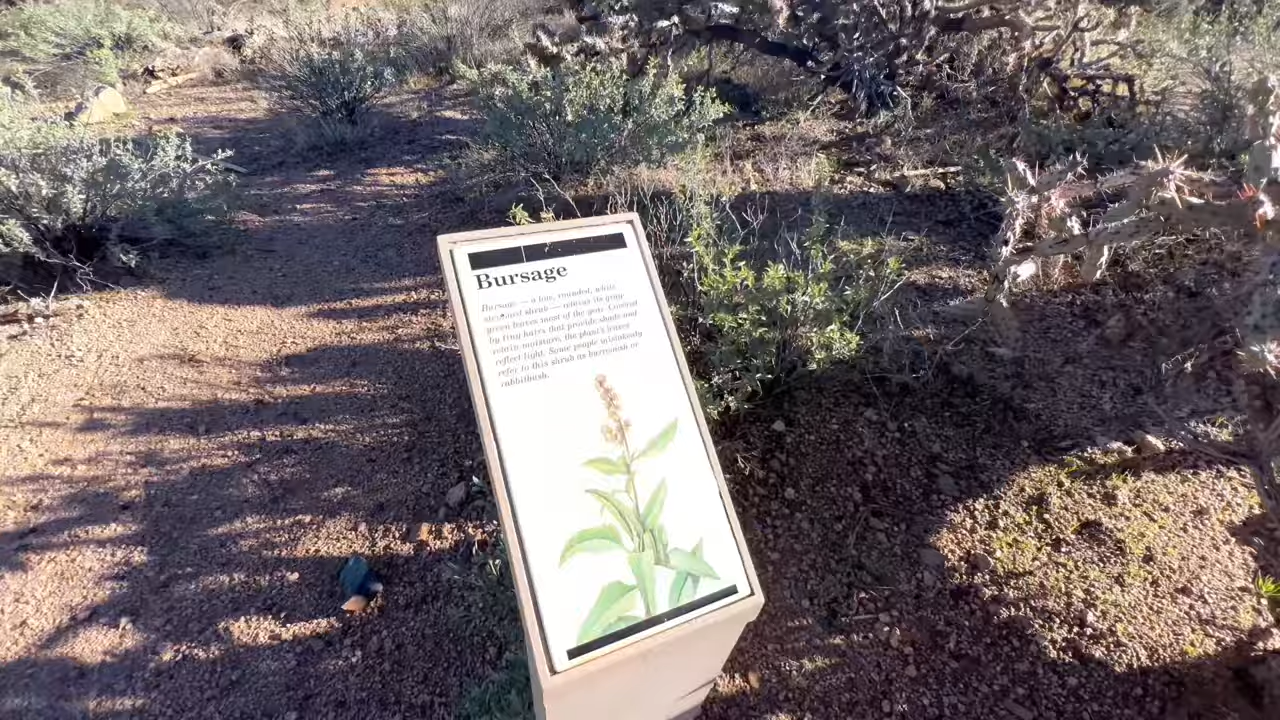 Bursage
Bursage — a low, rounded, white
stemmed shrub — retains its gray
green leaves most of the year. Covered
by tiny hairs that provide shade and
retain moisture, the plant's leaves
reflect light. Some people mistakenly
refer to this shrub as burrobush or
rabbitbush.